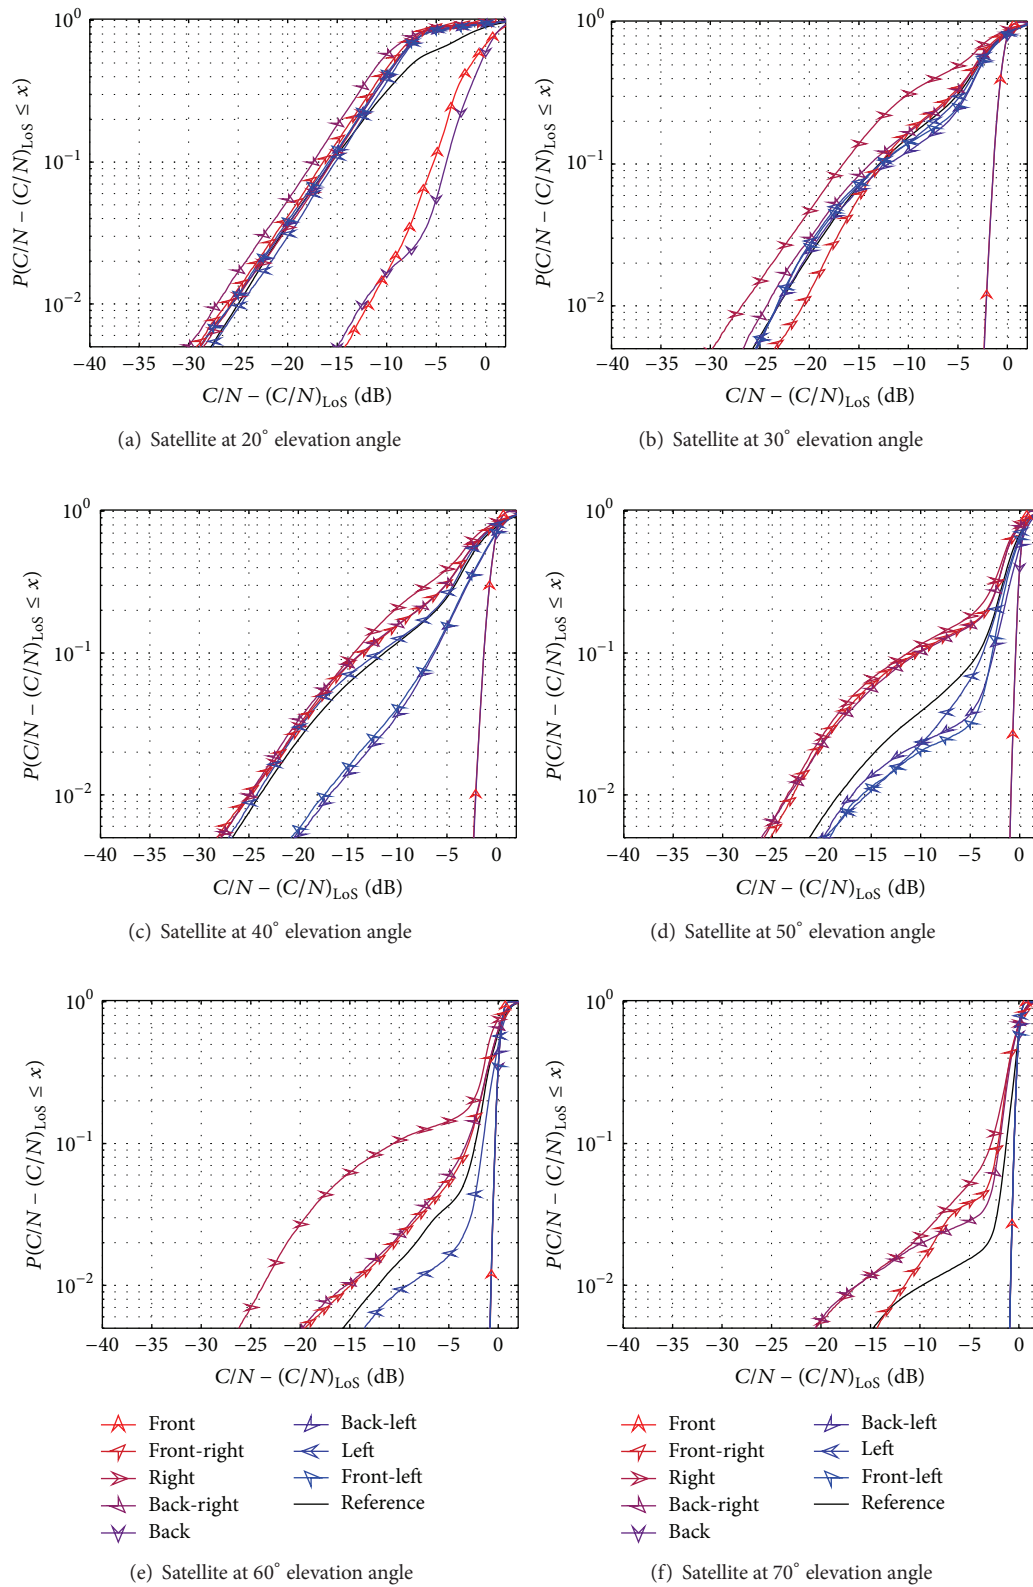 10⁰
10⁻¹
10⁻²
P(C/N − (C/N)LoS ≤ x)
−40 −35 −30 −25 −20 −15 −10 −5 0
C/N − (C/N)LoS (dB)
(a) Satellite at 20° elevation angle
10⁰
10⁻¹
10⁻²
P(C/N − (C/N)LoS ≤ x)
−40 −35 −30 −25 −20 −15 −10 −5 0
C/N − (C/N)LoS (dB)
(b) Satellite at 30° elevation angle
10⁰
10⁻¹
10⁻²
P(C/N − (C/N)LoS ≤ x)
−40 −35 −30 −25 −20 −15 −10 −5 0
C/N − (C/N)LoS (dB)
(c) Satellite at 40° elevation angle
10⁰
10⁻¹
10⁻²
P(C/N − (C/N)LoS ≤ x)
−40 −35 −30 −25 −20 −15 −10 −5 0
C/N − (C/N)LoS (dB)
(d) Satellite at 50° elevation angle
10⁰
10⁻¹
10⁻²
P(C/N − (C/N)LoS ≤ x)
−40 −35 −30 −25 −20 −15 −10 −5 0
C/N − (C/N)LoS (dB)
Front
Front-right
Right
Back-right
Back
Back-left
Left
Front-left
Reference
(e) Satellite at 60° elevation angle
10⁰
10⁻¹
10⁻²
P(C/N − (C/N)LoS ≤ x)
−40 −35 −30 −25 −20 −15 −10 −5 0
C/N − (C/N)LoS (dB)
Front
Front-right
Right
Back-right
Back
Back-left
Left
Front-left
Reference
(f) Satellite at 70° elevation angle